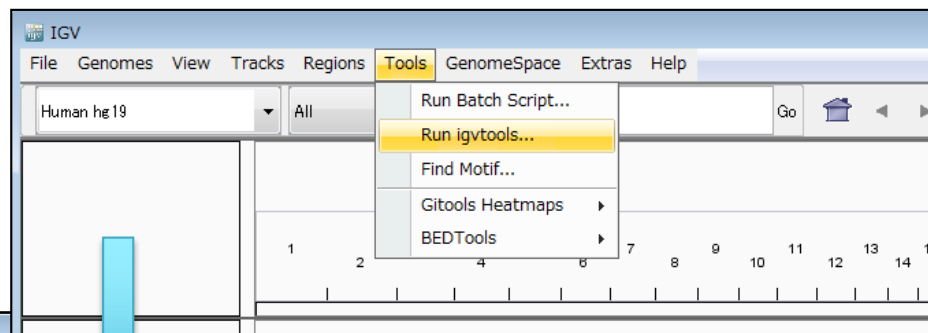 IGV
File Genomes View Tracks Regions Tools GenomeSpace Extras Help
Human hg19 All Go
Run Batch Script...
Run igvtools...
Find Motif...
Gitools Heatmaps
BEDTools
1 2 4 6 7 8 9 10 11 12 13 14